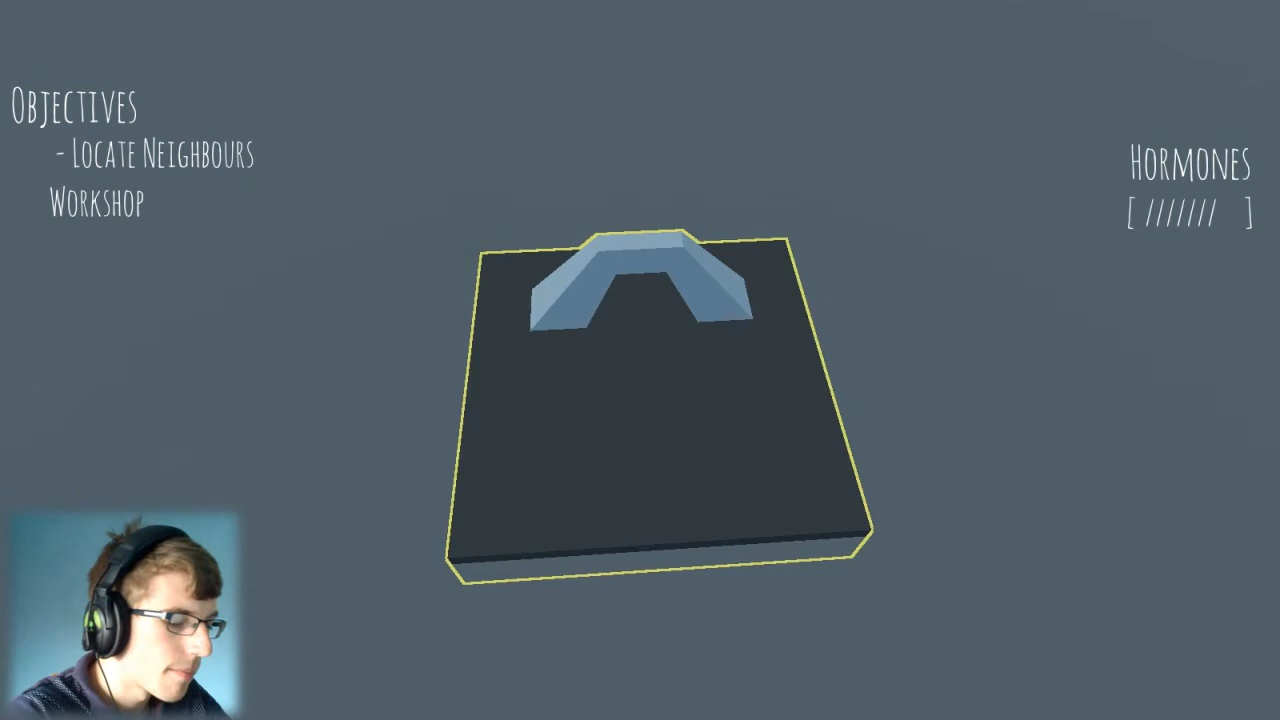 OBJECTIVES
- LOCATE NEIGHBOURS
WORKSHOP
HORMONES
[ /////// ]